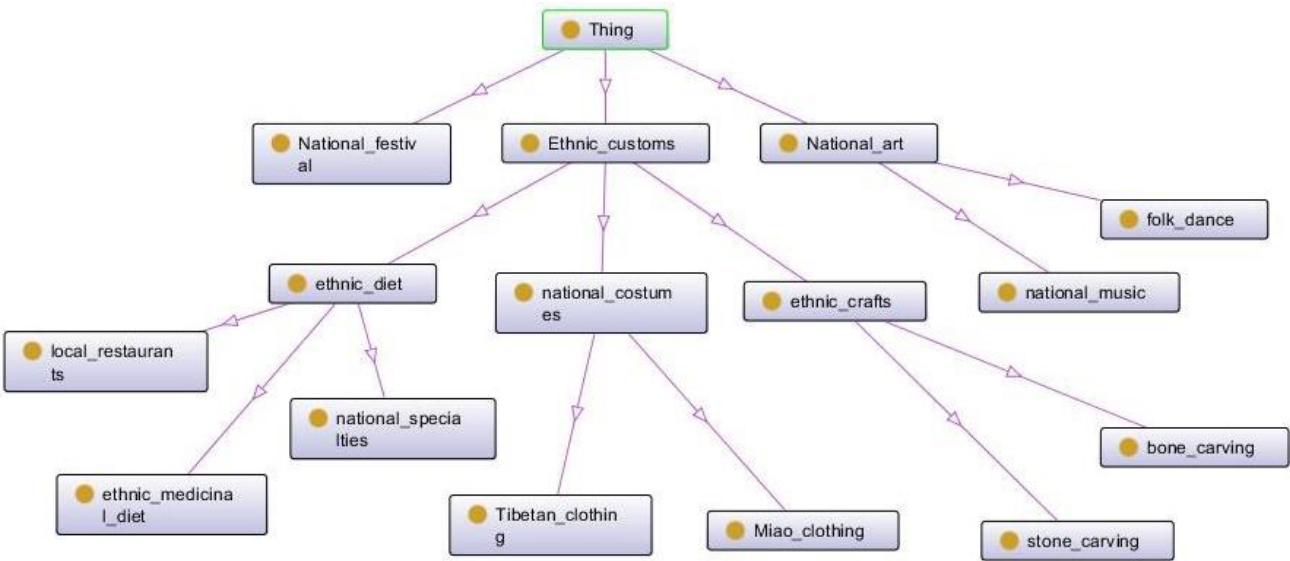 Thing
National_festiv
al
Ethnic_customs
National_art
folk_dance
ethnic_diet
national_costum
es
ethnic_crafts
national_music
local_restauran
ts
national_specia
lties
bone_carving
ethnic_medicina
l_diet
Tibetan_clothin
g
Miao_clothing
stone_carving